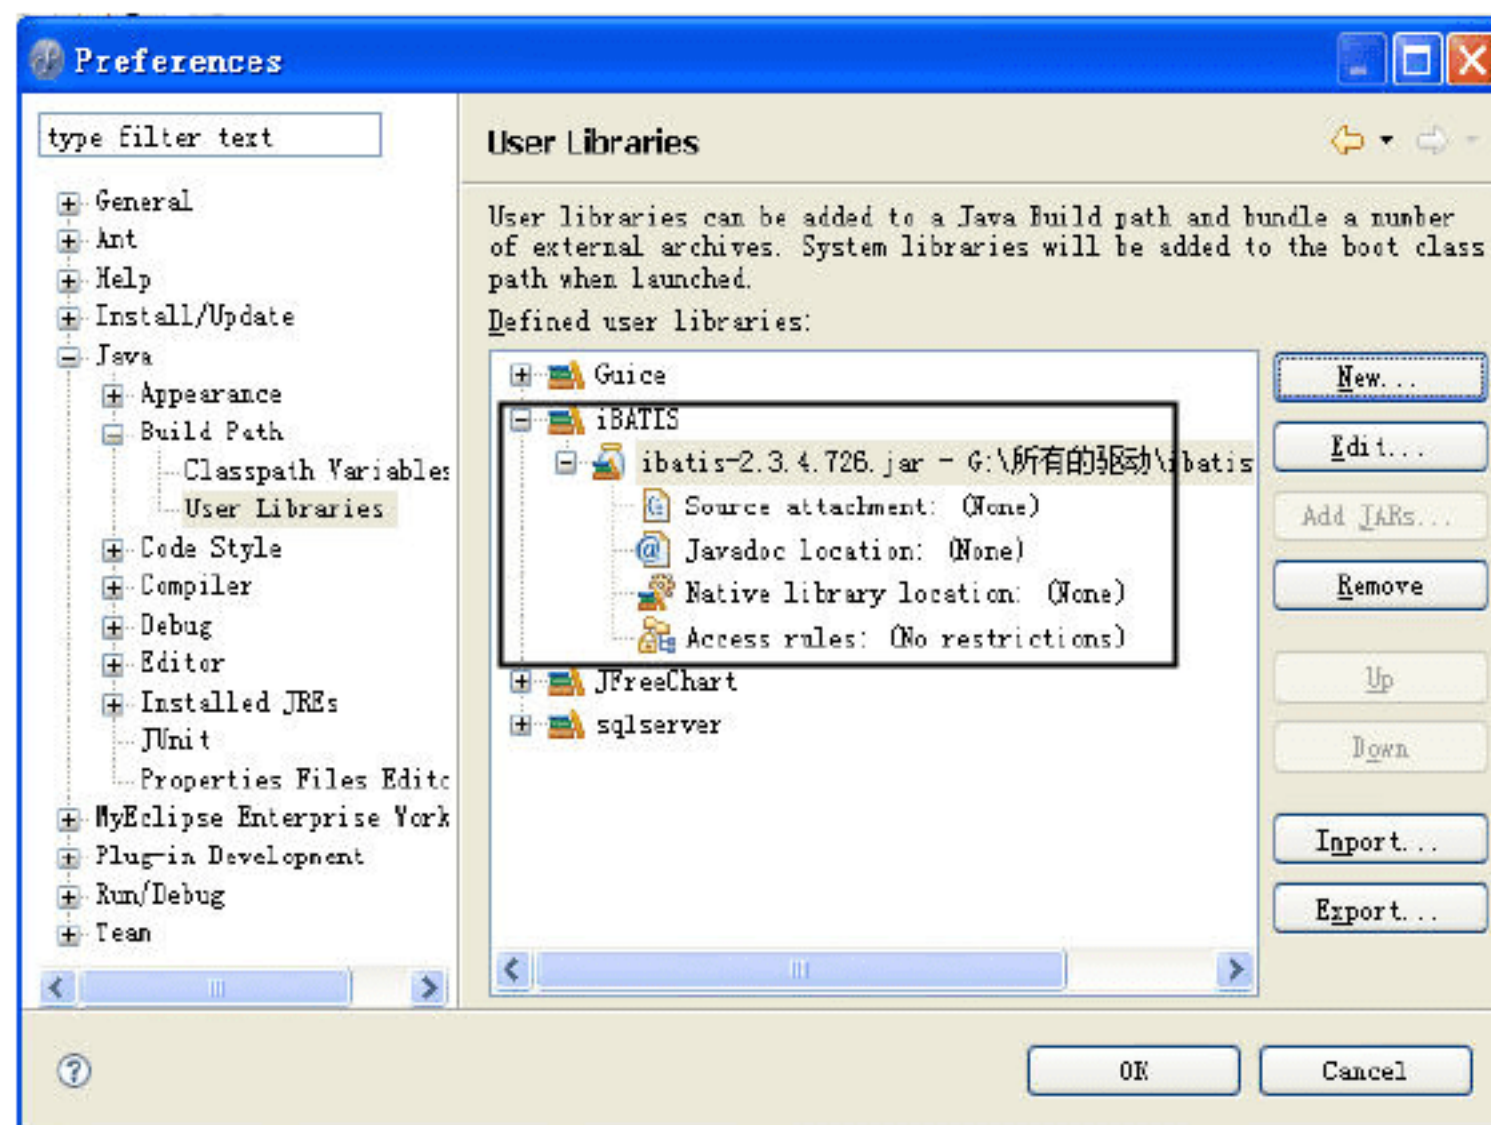 Preferences
type filter text
General
Ant
Help
Install/Update
Java
Appearance
Build Path
Classpath Variables
User Libraries
Code Style
Compiler
Debug
Editor
Installed JREs
JUnit
Properties Files Edito
MyEclipse Enterprise Work
Plug-in Development
Run/Debug
Team
User Libraries
User libraries can be added to a Java Build path and bundle a number
of external archives. System libraries will be added to the boot class
path when launched.
Defined user libraries:
Guice
iBATIS
ibatis-2.3.4.726.jar - G:\所有的驱动\ibatis
Source attachment: (None)
Javadoc location: (None)
Native library location: (None)
Access rules: (No restrictions)
JFreeChart
sqlserver
New...
Edit...
Add JARs...
Remove
Up
Down
Import...
Export...
OK
Cancel